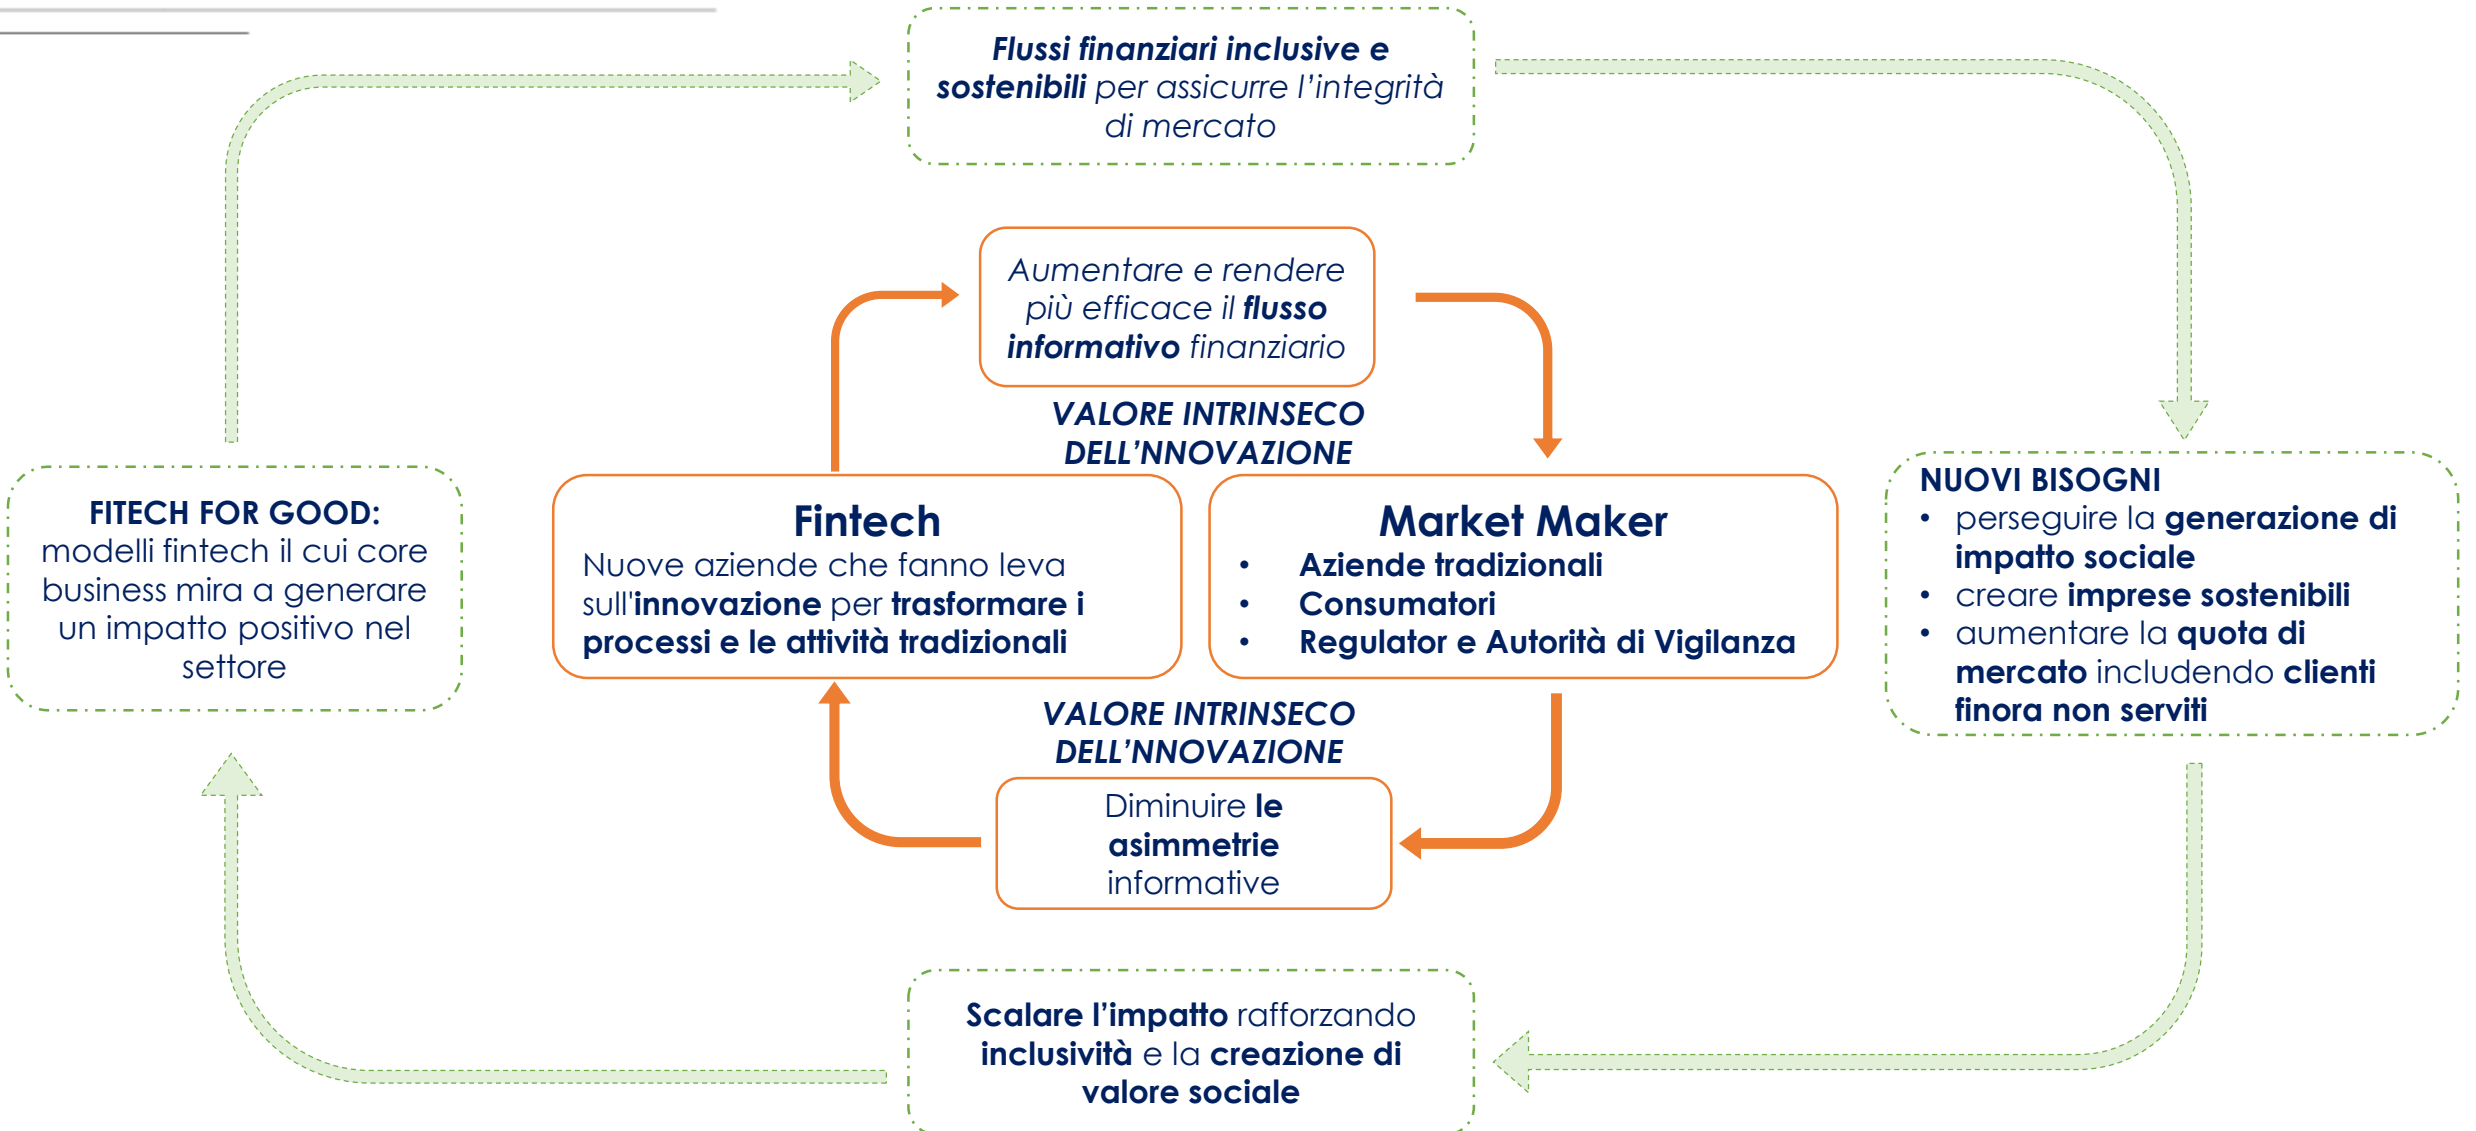 Flussi finanziari inclusive e
sostenibili per assicurre l’integrità
di mercato
Aumentare e rendere
più efficace il flusso
informativo finanziario
VALORE INTRINSECO
DELL’NNOVAZIONE
FITECH FOR GOOD:
modelli fintech il cui core
business mira a generare
un impatto positivo nel
settore
Fintech
Nuove aziende che fanno leva
sull'innovazione per trasformare i
processi e le attività tradizionali
Market Maker
• Aziende tradizionali
• Consumatori
• Regulator e Autorità di Vigilanza
NUOVI BISOGNI
• perseguire la generazione di
impatto sociale
• creare imprese sostenibili
• aumentare la quota di
mercato includendo clienti
finora non serviti
VALORE INTRINSECO
DELL’NNOVAZIONE
Diminuire le
asimmetrie
informative
Scalare l’impatto rafforzando
inclusività e la creazione di
valore sociale